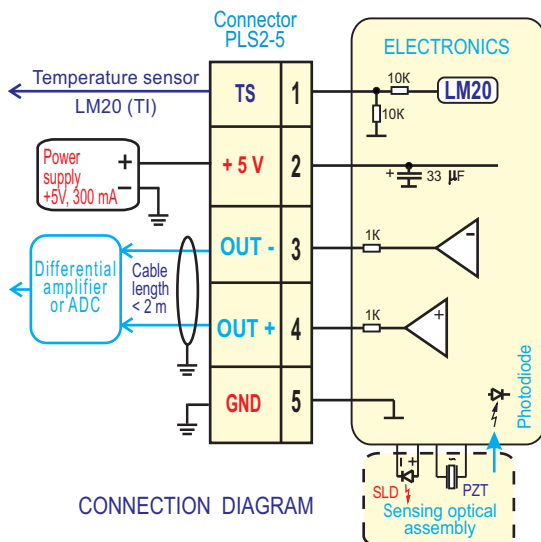 Connector
PLS2-5
ELECTRONICS
Temperature sensor
LM20 (TI)
TS
1
10K
LM20
10K
Power
supply
+5V, 300 mA
+
−
+ 5 V
2
+
33 µF
Differential
amplifier
or ADC
Cable
length
< 2 m
OUT -
3
1K
-
OUT +
4
1K
+
GND
5
Photodiode
- +
~
SLD
PZT
Sensing optical
assembly
CONNECTION DIAGRAM